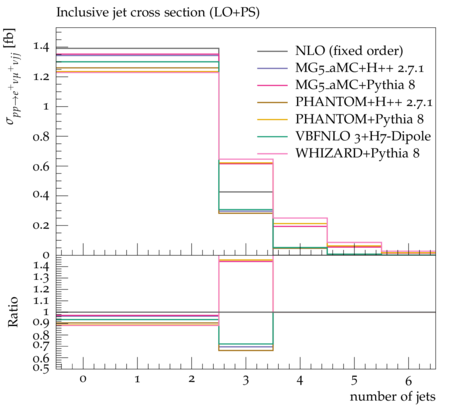 Inclusive jet cross section (LO+PS)
σpp→e+νμ+νjj [fb]
1.4
1.2
1
0.8
0.6
0.4
0.2
0
NLO (fixed order)
MG5_aMC+H++ 2.7.1
MG5_aMC+Pythia 8
PHANTOM+H++ 2.7.1
PHANTOM+Pythia 8
VBFNLO 3+H7-Dipole
WHIZARD+Pythia 8
Ratio
1.4
1.3
1.2
1.1
1
0.9
0.8
0.7
0.6
0.5
0 1 2 3 4 5 6
number of jets